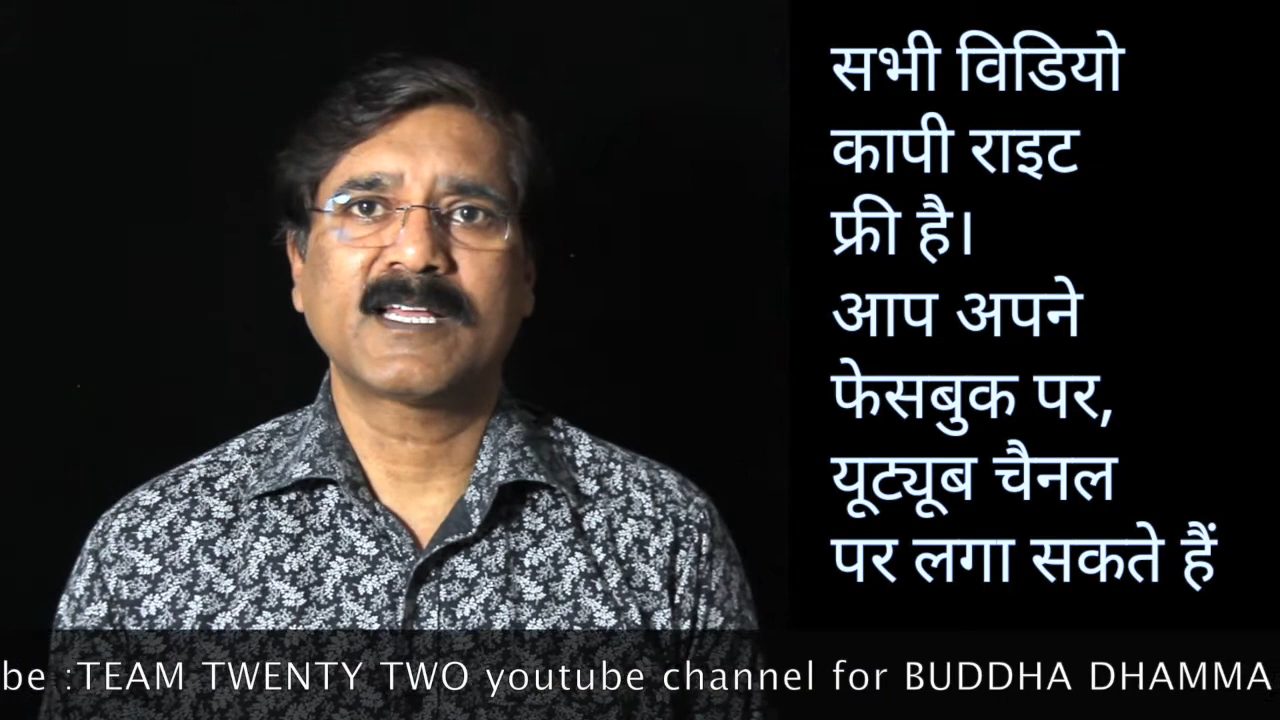 सभी विडियो
कापी राइट
फ्री है।
आप अपने
फेसबुक पर,
यूट्यूब चैनल
पर लगा सकते हैं
be :TEAM TWENTY TWO youtube channel for BUDDHA DHAMMA